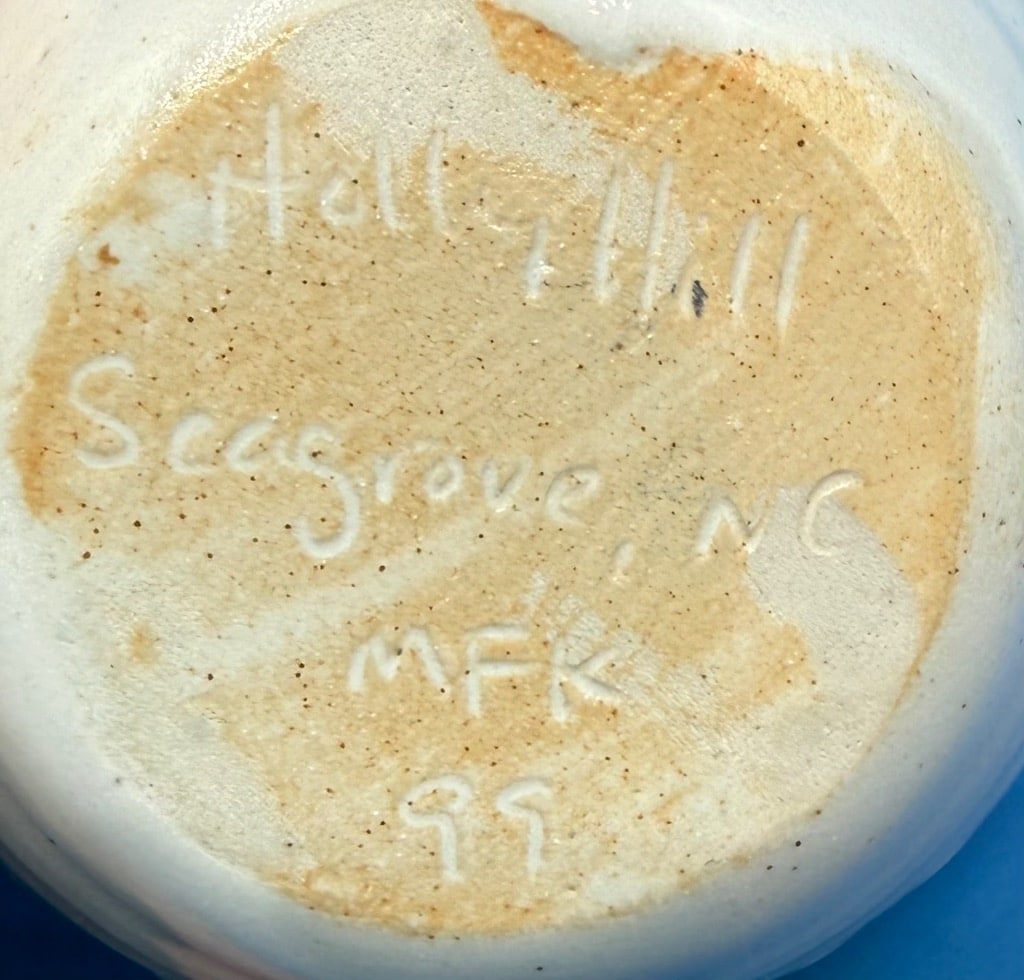 Holly Hill
Seagrove, NC
MFK
99